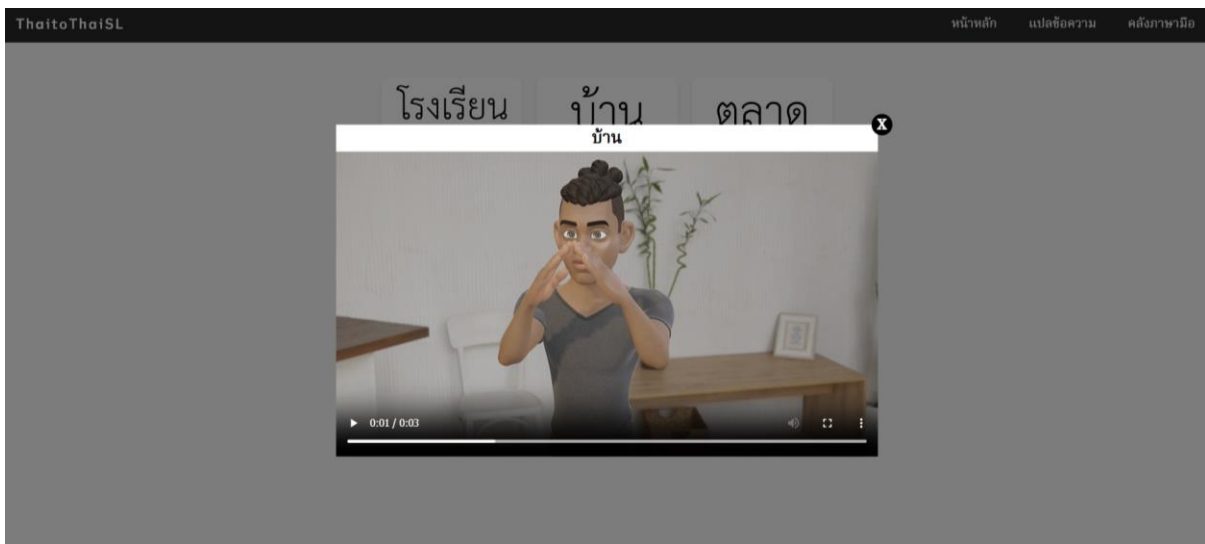 ThaitoThaiSL หน้าหลัก แปลข้อความ คลังภาษามือ
โรงเรียน บ้าน ตลาด
X
บ้าน
0:01 / 0:03